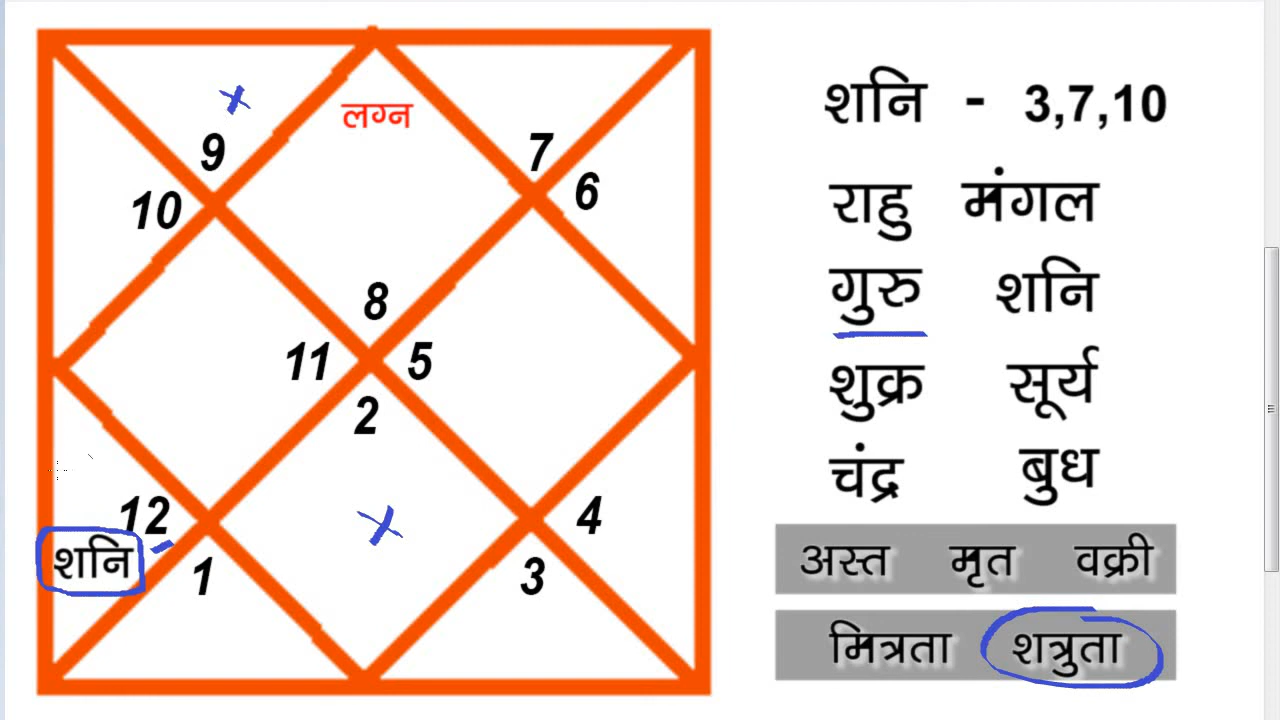 लग्न
9
7
10
6
8
11
5
2
12
4
शनि
1
3
शनि - 3,7,10
राहु मंगल
गुरु शनि
शुक्र सूर्य
चंद्र बुध
अस्त मृत वक्री
मित्रता शत्रुता